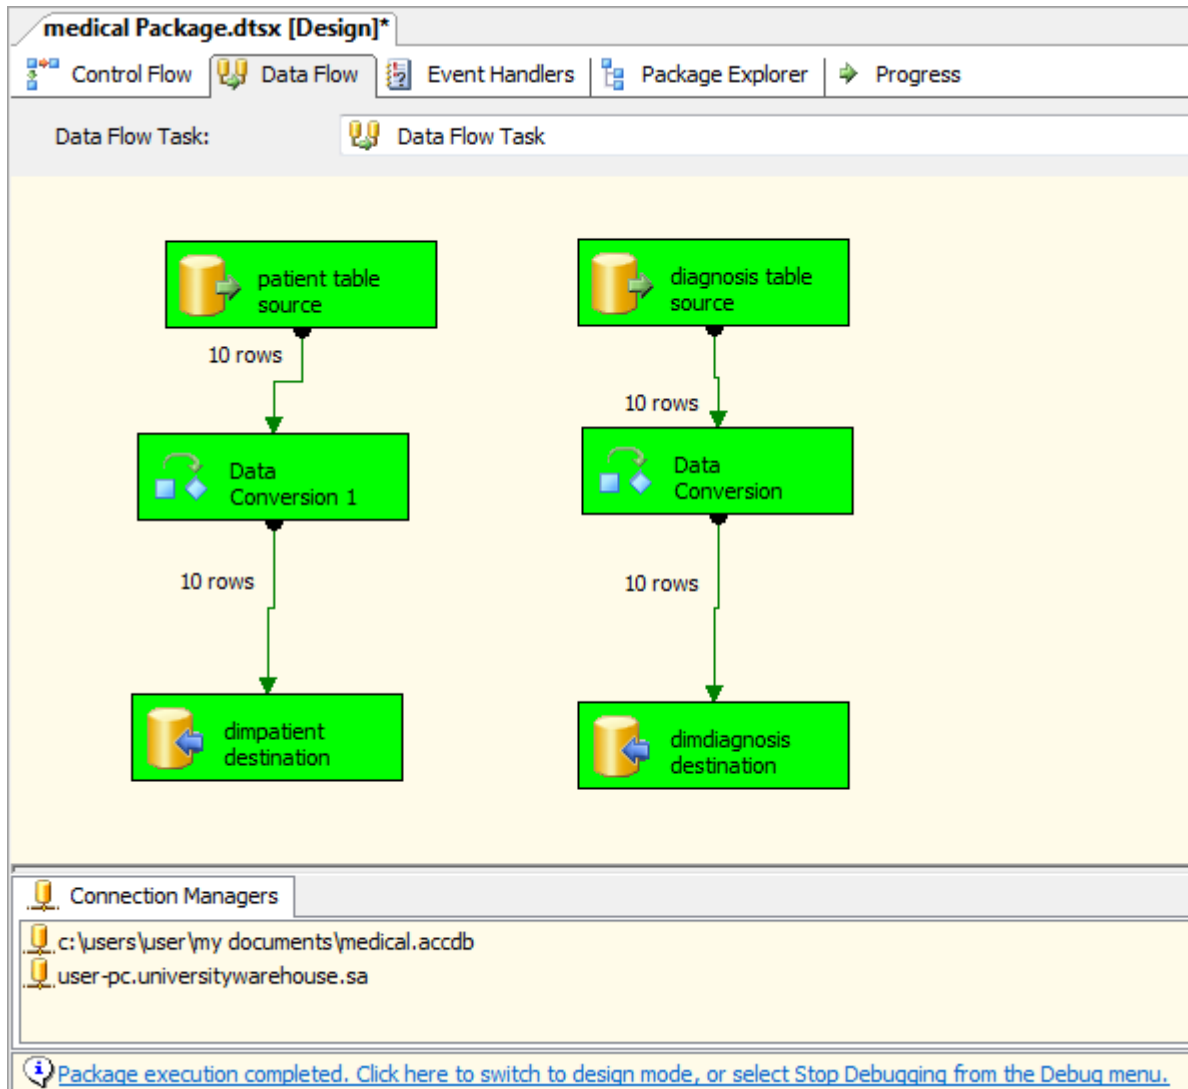 medical Package.dtsx [Design]*
Control Flow
Data Flow
Event Handlers
Package Explorer
Progress
Data Flow Task:
Data Flow Task
patient table
source
diagnosis table
source
10 rows
10 rows
Data
Conversion 1
Data
Conversion
10 rows
10 rows
dimpatient
destination
dimdiagnosis
destination
Connection Managers
c:\users\user\my documents\medical.accdb
user-pc.universitywarehouse.sa
Package execution completed. Click here to switch to design mode, or select Stop Debugging from the Debug menu.